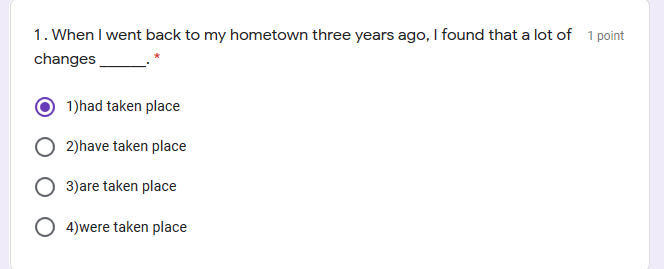 1. When I went back to my hometown three years ago, I found that a lot of 1 point
changes ______. *
1)had taken place
2)have taken place
3)are taken place
4)were taken place